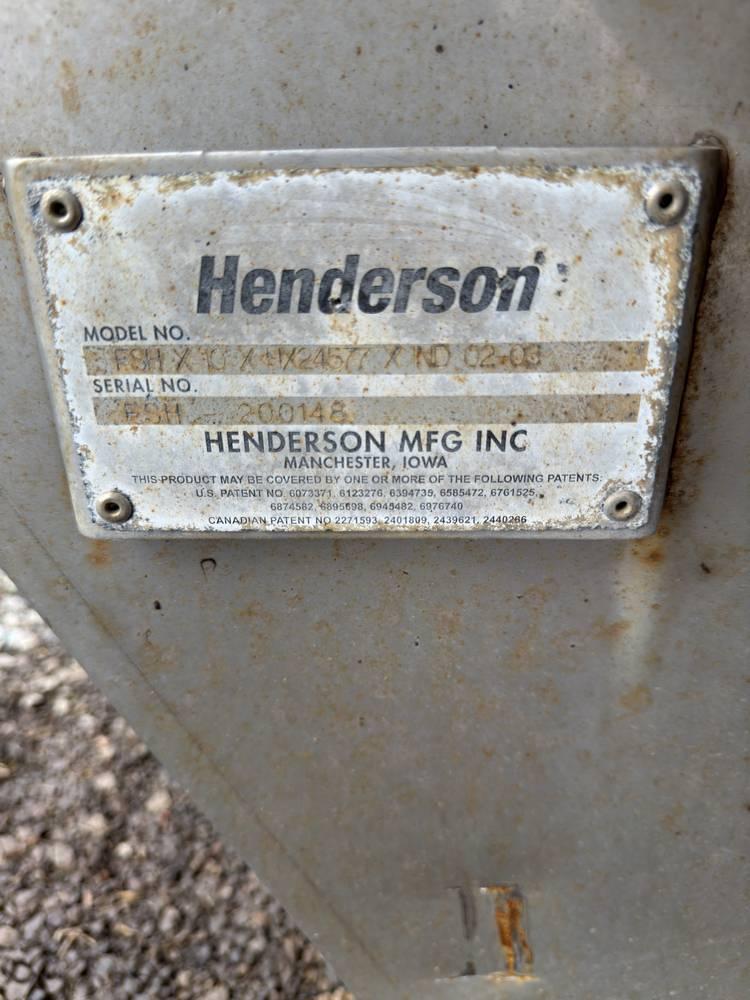 Henderson
MODEL NO.
FSH X 10 X ND 02-03
SERIAL NO.
FSH - 200148
HENDERSON MFG INC
MANCHESTER, IOWA
THIS PRODUCT MAY BE COVERED BY ONE OR MORE OF THE FOLLOWING PATENTS:
U.S. PATENT NO. 6073371, 6123276, 6394735, 6585472, 6761525,
6874582, 6895698, 6945482, 6976740
CANADIAN PATENT NO 2271593, 2401809, 2439621, 2440266